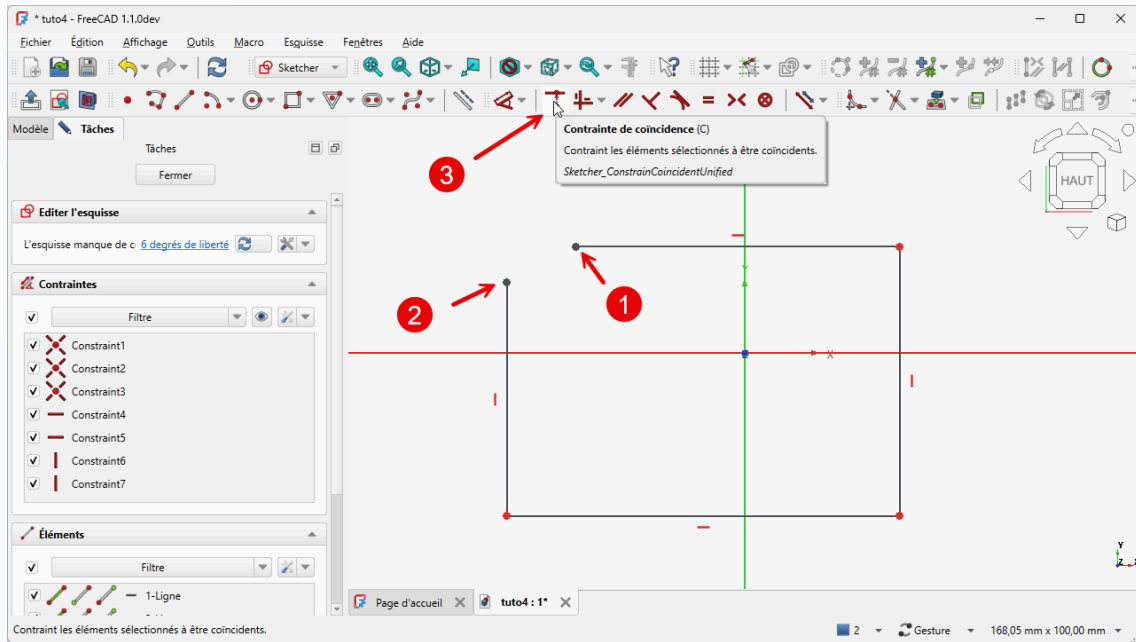 * tuto4 - FreeCAD 1.1.0dev
Fichier Édition Affichage Outils Macro Esquisse Fenêtres Aide
Sketcher
Modèle Tâches
Contrainte de coïncidence (C)
Contraint les éléments sélectionnés à être coïncidents.
Sketcher_ConstrainCoincidentUnified
Tâches
Fermer
3
HAUT
Editer l'esquisse
L'esquisse manque de c 6 degrés de liberté
Contraintes
1
2
Filtre
Constraint1
Constraint2
Constraint3
Constraint4
Constraint5
Constraint6
Constraint7
Y
X
Éléments
Filtre
1-Ligne
Y
Z
X
Page d'accueil tuto4 : 1*
Contraint les éléments sélectionnés à être coïncidents.
2 Gesture 168,05 mm x 100,00 mm